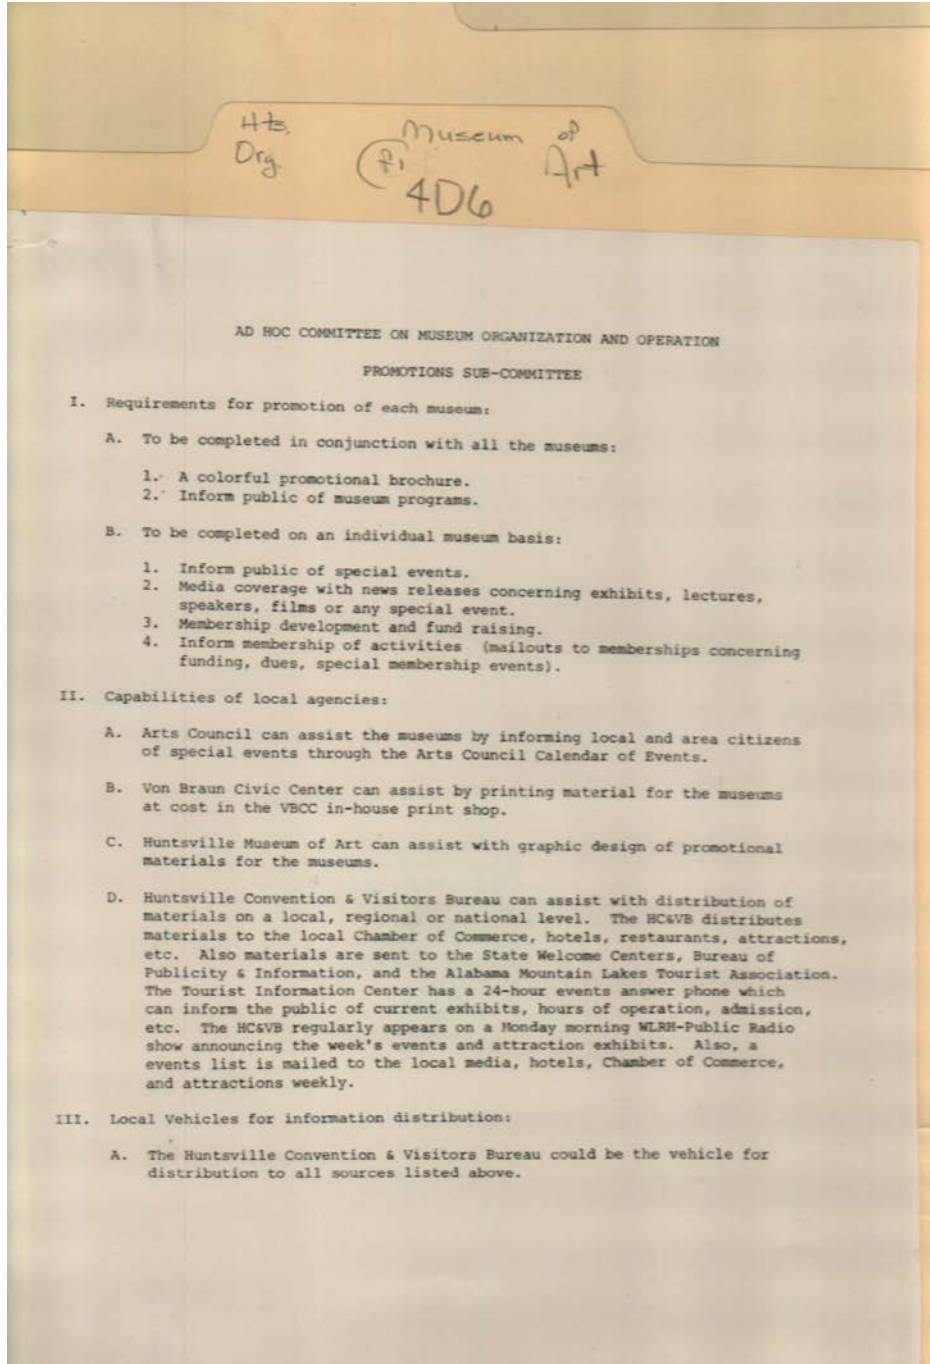 Hts. Museum of
Org. Art
4D6
AD HOC COMMITTEE ON MUSEUM ORGANIZATION AND OPERATION
PROMOTIONS SUB-COMMITTEE
I. Requirements for promotion of each museum:
A. To be completed in conjunction with all the museums:
1. A colorful promotional brochure.
2. Inform public of museum programs.
B. To be completed on an individual museum basis:
1. Inform public of special events.
2. Media coverage with news releases concerning exhibits, lectures,
speakers, films or any special event.
3. Membership development and fund raising.
4. Inform membership of activities (mailouts to memberships concerning
funding, dues, special membership events).
II. Capabilities of local agencies:
A. Arts Council can assist the museums by informing local and area citizens
of special events through the Arts Council Calendar of Events.
B. Von Braun Civic Center can assist by printing material for the museums
at cost in the VBCC in-house print shop.
C. Huntsville Museum of Art can assist with graphic design of promotional
materials for the museums.
D. Huntsville Convention & Visitors Bureau can assist with distribution of
materials on a local, regional or national level. The HC&VB distributes
materials to the local Chamber of Commerce, hotels, restaurants, attractions,
etc. Also materials are sent to the State Welcome Centers, Bureau of
Publicity & Information, and the Alabama Mountain Lakes Tourist Association.
The Tourist Information Center has a 24-hour events answer phone which
can inform the public of current exhibits, hours of operation, admission,
etc. The HC&VB regularly appears on a Monday morning WLRH-Public Radio
show announcing the week's events and attraction exhibits. Also, a
events list is mailed to the local media, hotels, Chamber of Commerce,
and attractions weekly.
III. Local Vehicles for information distribution:
A. The Huntsville Convention & Visitors Bureau could be the vehicle for
distribution to all sources listed above.